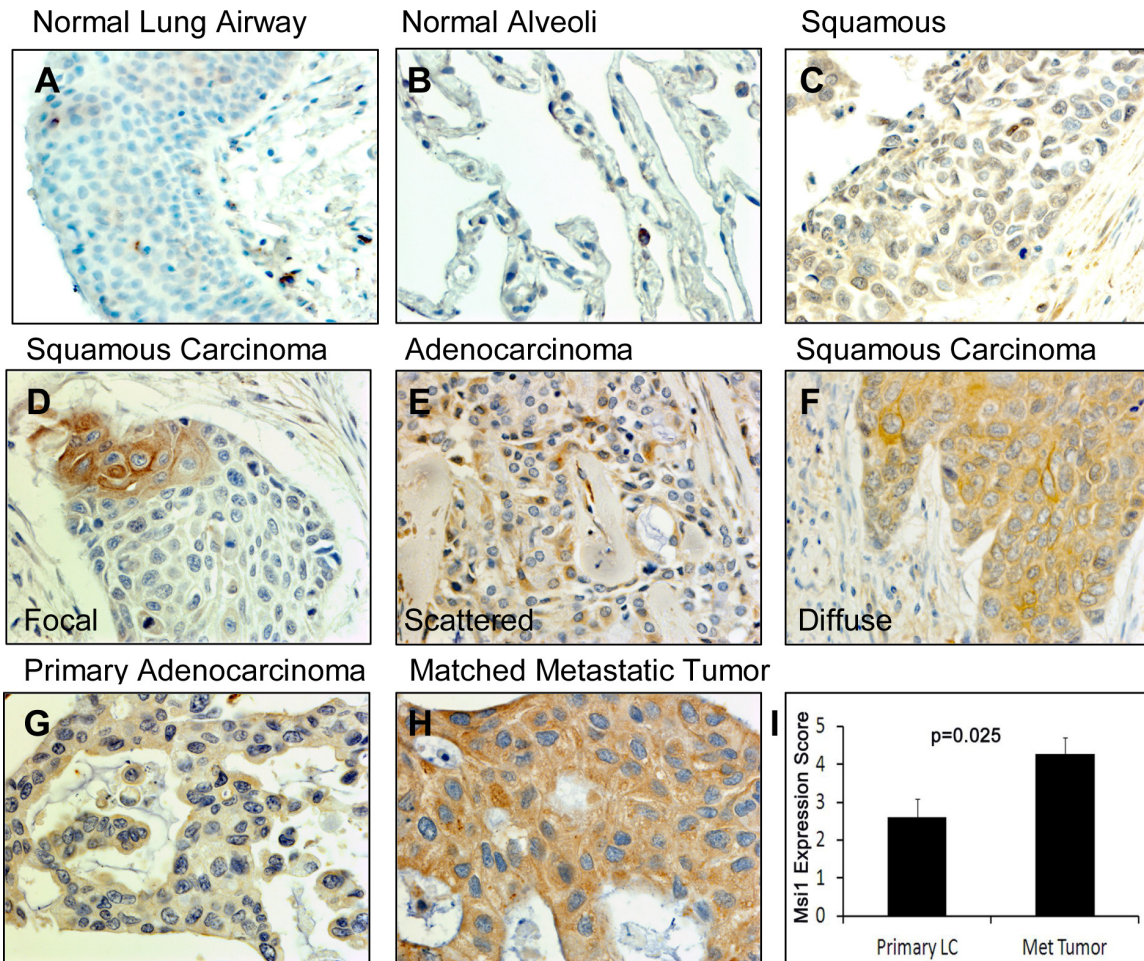 Normal Lung Airway
Normal Alveoli
Squamous
A
B
C
Squamous Carcinoma
Adenocarcinoma
Squamous Carcinoma
D
E
F
Focal
Scattered
Diffuse
Primary Adenocarcinoma
Matched Metastatic Tumor
G
H
I
Msi1 Expression Score
5
4
3
2
1
0
p=0.025
Primary LC
Met Tumor